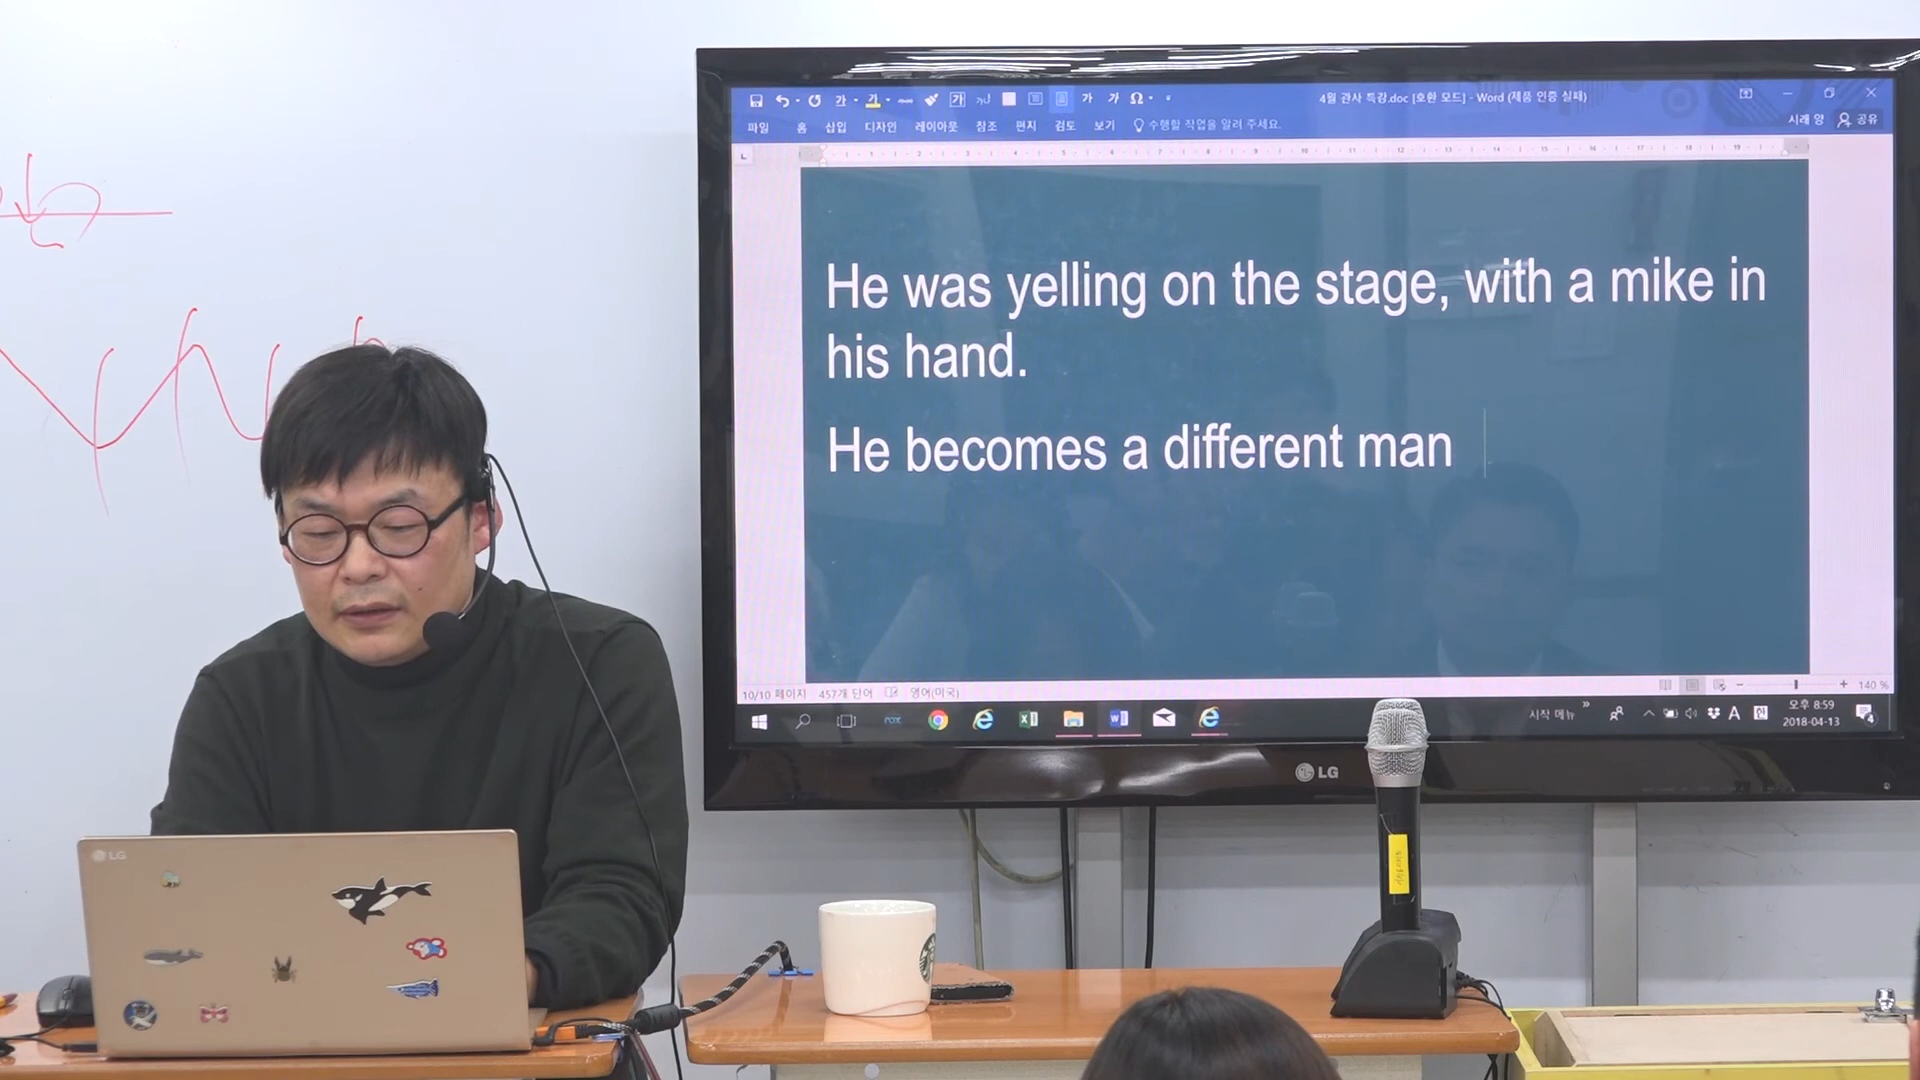 4월 관사 특강.doc [호환 모드] - Word (제품 인증 실패)
파일 홈 삽입 디자인 레이아웃 참조 편지 검토 보기 수행할 작업을 알려 주세요.
시래 양 공유
He was yelling on the stage, with a mike in
his hand.
He becomes a different man
10/10 페이지 457개 단어 영어(미국)
140 %
시작 메뉴
A
오후 8:59
2018-04-13
LG
LG